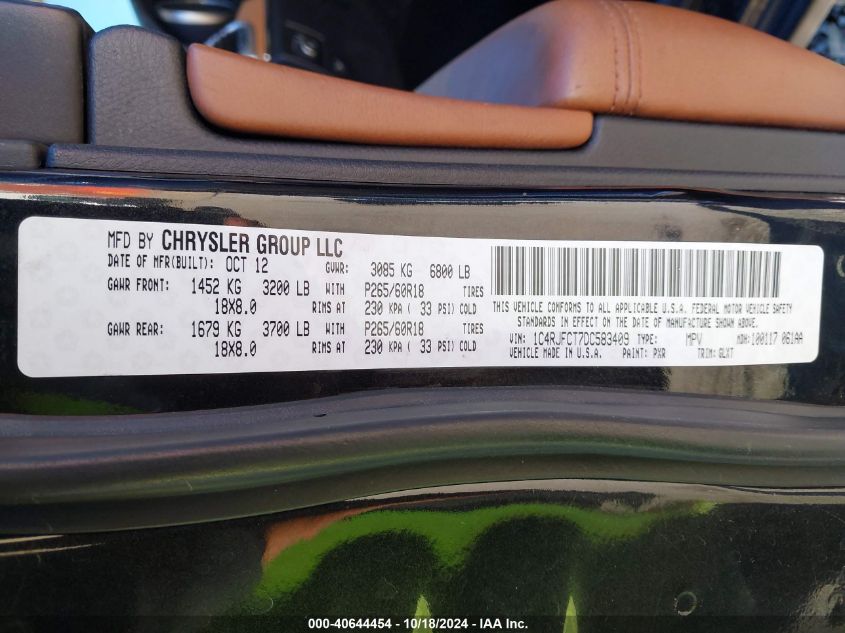 MFD BY CHRYSLER GROUP LLC
DATE OF MFR(BUILT): OCT 12 GVWR: 3085 KG 6800 LB
GAWR FRONT: 1452 KG 3200 LB WITH P265/60R18 TIRES
18X8.0 RIMS AT 230 KPA ( 33 PSI) COLD
GAWR REAR: 1679 KG 3700 LB WITH P265/60R18 TIRES
18X8.0 RIMS AT 230 KPA ( 33 PSI) COLD
THIS VEHICLE CONFORMS TO ALL APPLICABLE U.S.A. FEDERAL MOTOR VEHICLE SAFETY
STANDARDS IN EFFECT ON THE DATE OF MANUFACTURE SHOWN ABOVE.
VIN: 1C4RJFCT7DC583409 TYPE: MPV MDH: 100117 061AA
VEHICLE MADE IN U.S.A. PAINT: PXR TRIM: GLXT
000-40644454 - 10/18/2024 - IAA Inc.